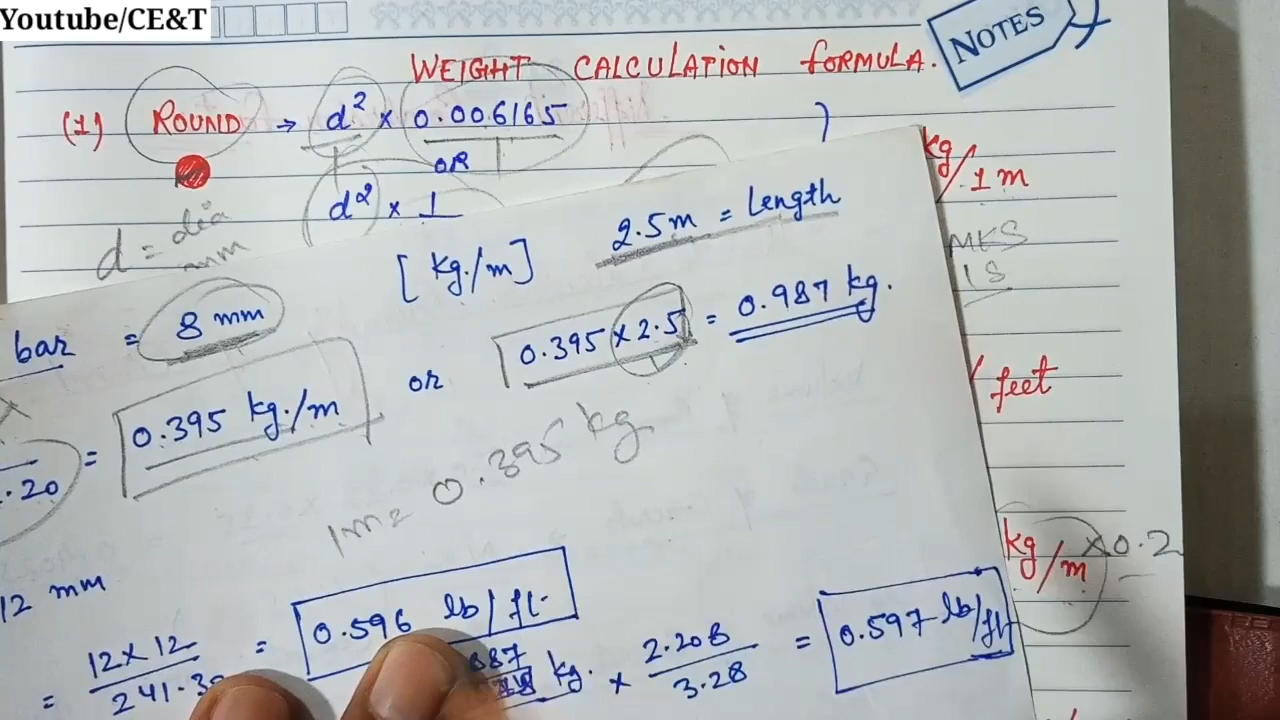 Youtube/CE&T
NOTES
WEIGHT CALCULATION FORMULA.
(1) ROUND → d² × 0.006165
OR
d² × 1
d = dia
mm
kg/1m
MKS
[kg./m] 2.5m = Length
bar = 8 mm
0.395 × 2.5 = 0.987 kg.
= 0.395 kg./m or
.20
1m = 0.395 kg
feet
kg/m × 0.2
12 mm
= 12×12 / 241.30 = 0.596 lb/ft.
887 kg. × 2.208 / 3.28 = 0.597 lb/ft